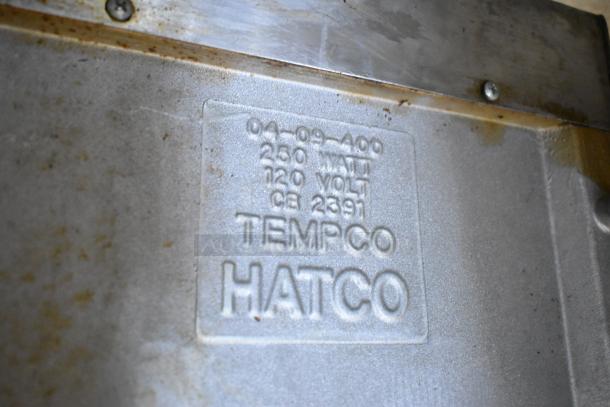 04-09-400
250 WATT
120 VOLT
CB 2391
TEMPCO
HATCO